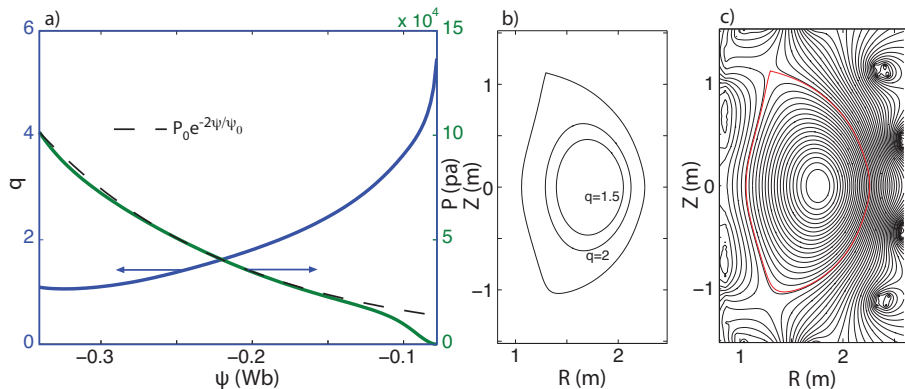 a)
6
4
2
0
q
−0.3
−0.2
−0.1
ψ (Wb)
x 10⁴
15
10
5
0
P (pa)
P₀e^-2ψ/ψ₀
b)
1
0
−1
Z (m)
1
2
R (m)
q=1.5
q=2
c)
1
0
−1
Z (m)
1
2
R (m)